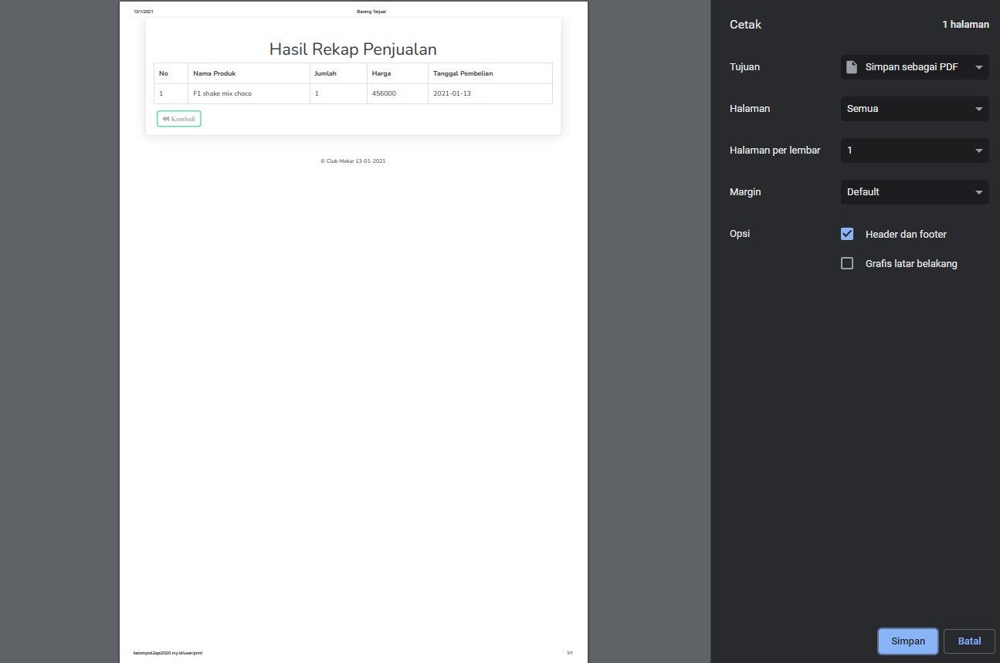 13/1/2021 Barang Terjual
Hasil Rekap Penjualan
No Nama Produk Jumlah Harga Tanggal Pembelian
1 F1 shake mix choco 1 456000 2021-01-13
Kembali
© Club Mekar 13-01-2021
kelompok2epi2020.my.id/user/print 1/1
Cetak 1 halaman
Tujuan Simpan sebagai PDF
Halaman Semua
Halaman per lembar 1
Margin Default
Opsi Header dan footer
Grafis latar belakang
Simpan Batal